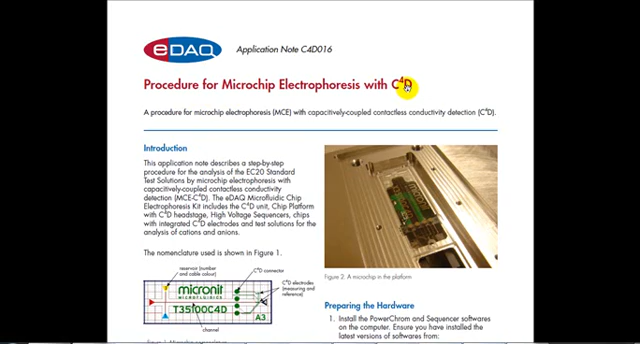 eDAQ
Application Note C4D016
Procedure for Microchip Electrophoresis with C⁴D
A procedure for microchip electrophoresis (MCE) with capacitively-coupled contactless conductivity detection (C⁴D).
Introduction
This application note describes a step-by-step
procedure for the analysis of the EC20 Standard
Test Solutions by microchip electrophoresis with
capacitively-coupled contactless conductivity
detection (MCE-C⁴D). The eDAQ Microfluidic Chip
Electrophoresis Kit includes the C⁴D unit, Chip Platform
with C⁴D headstage, High Voltage Sequencers, chips
with integrated C⁴D electrodes and test solutions for the
analysis of cations and anions.
The nomenclature used is shown in Figure 1.
reservoir (number
and cable colour)
C⁴D connector
C⁴D electrodes
(measuring and
reference)
micronit
MICROFLUIDICS
T35100C4D
A3
channel
Figure 2. A microchip in the platform
Preparing the Hardware
1. Install the PowerChrom and Sequencer softwares
on the computer. Ensure you have installed the
latest versions of softwares from: